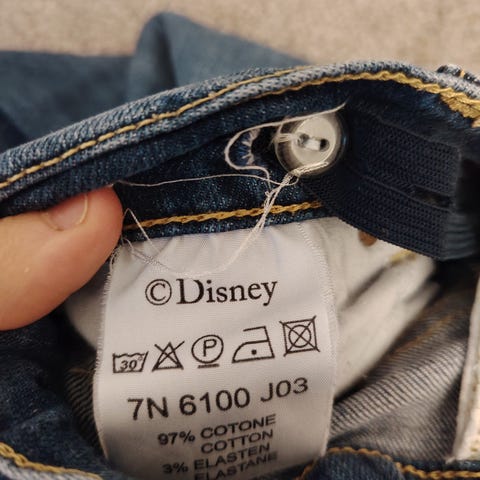 ©Disney
30° P
7N 6100 J03
97% COTONE
COTTON
3% ELASTEN
ELASTANE